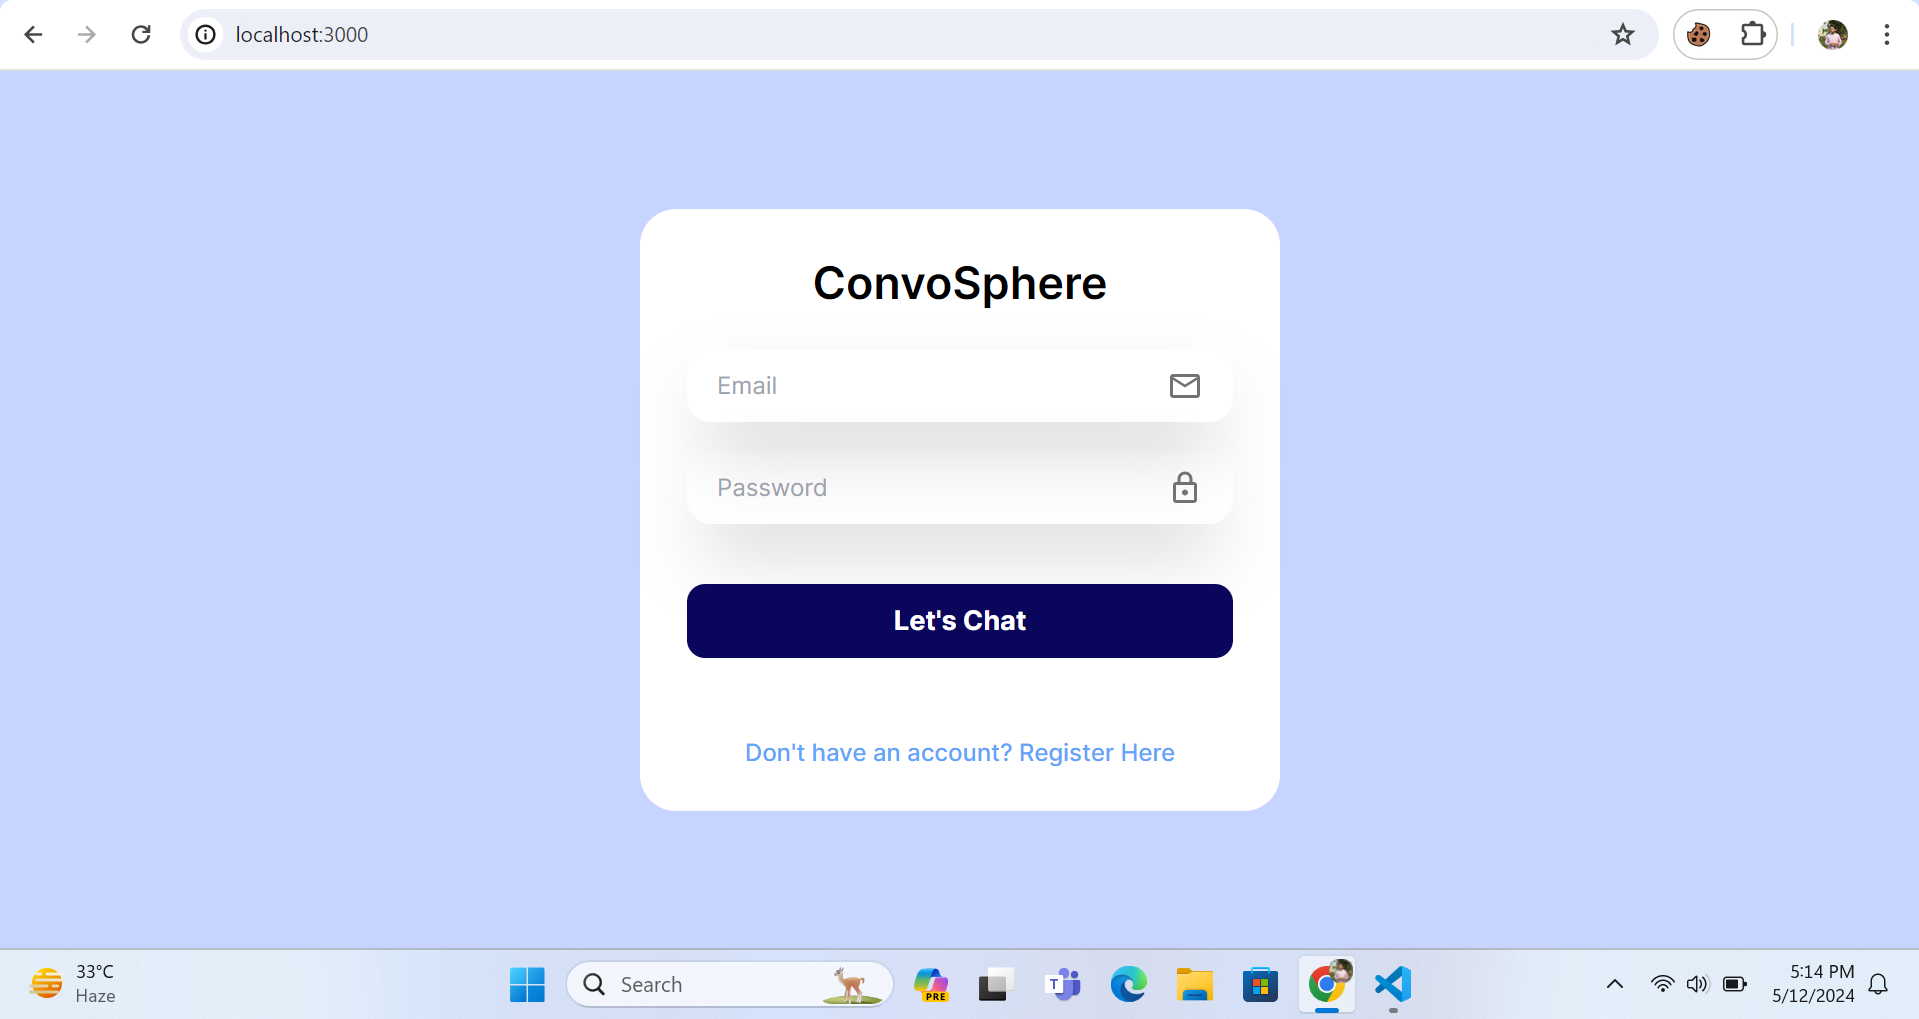 localhost:3000
ConvoSphere
Email
Password
Let's Chat
Don't have an account? Register Here
33°C
Haze
Search
PRE
T
5:14 PM
5/12/2024